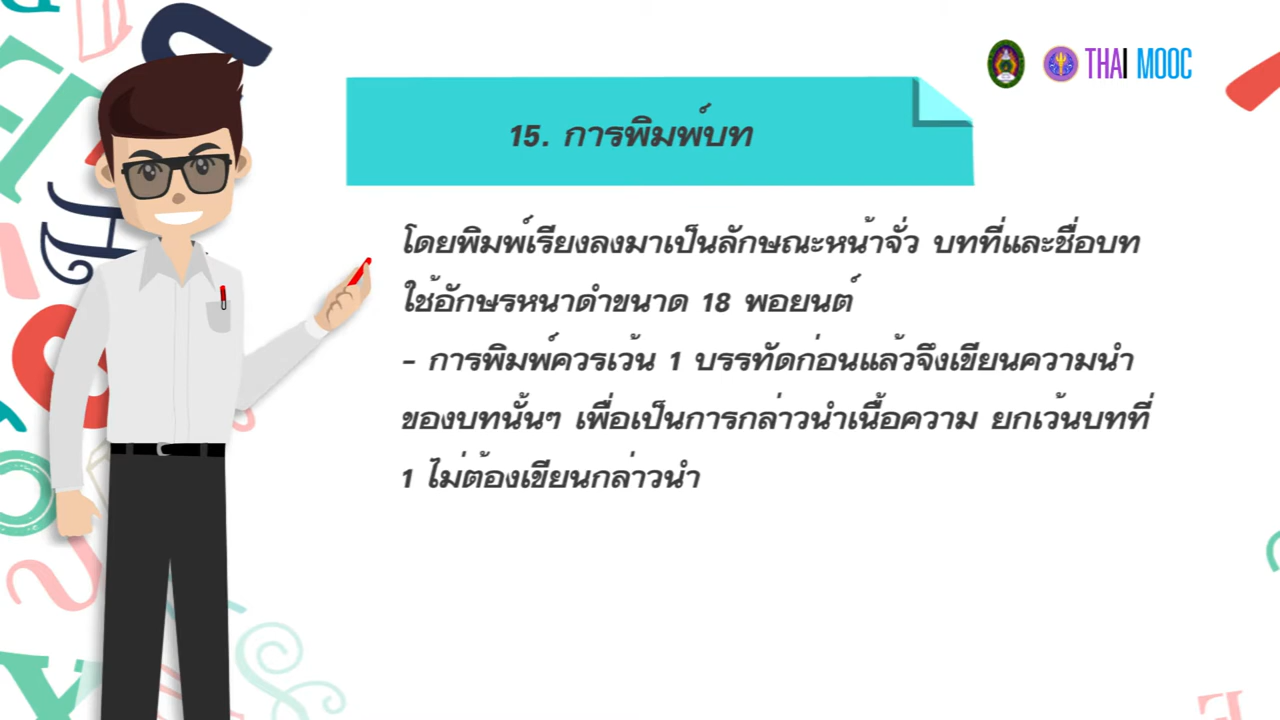 THAI MOOC
15. การพิมพ์บท
โดยพิมพ์เรียงลงมาเป็นลักษณะหน้าจั่ว บทที่และชื่อบท
ใช้อักษรหนาดำขนาด 18 พอยนต์
- การพิมพ์ควรเว้น 1 บรรทัดก่อนแล้วจึงเขียนความนำ
ของบทนั้นๆ เพื่อเป็นการกล่าวนำเนื้อความ ยกเว้นบทที่
1 ไม่ต้องเขียนกล่าวนำ